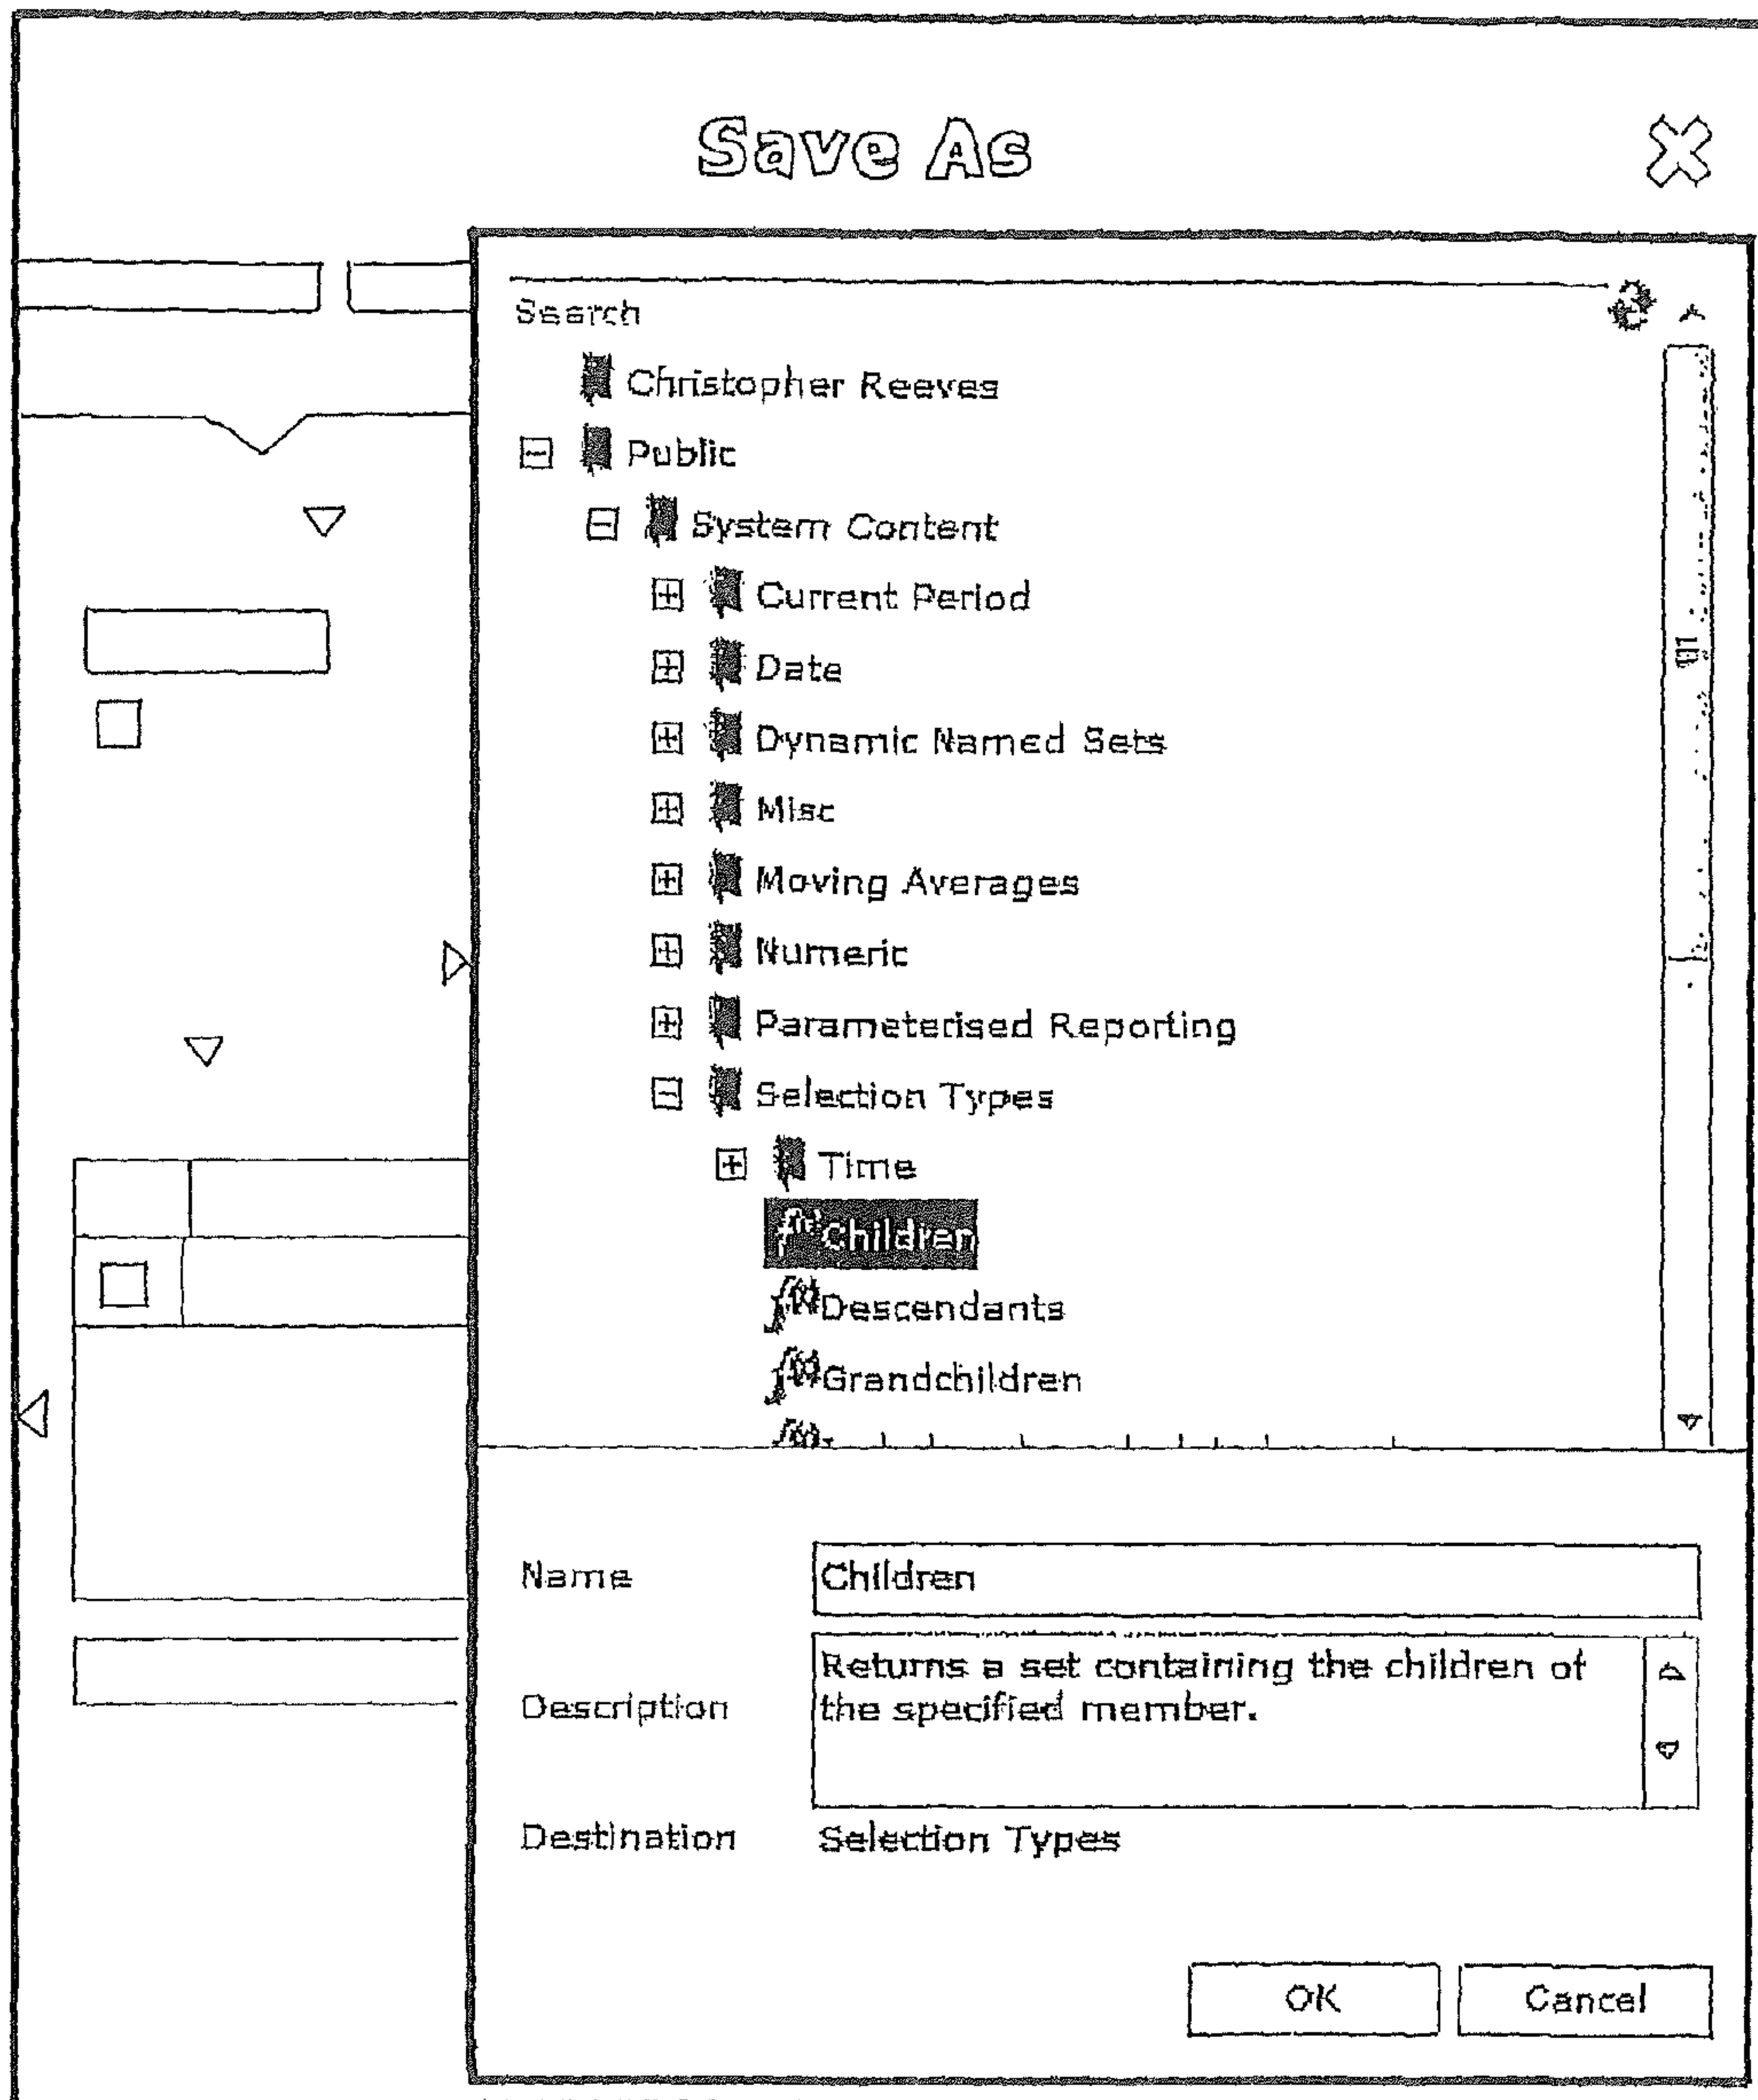 Save As
Search
Christopher Reeves
Public
System Content
Current Period
Date
Dynamic Named Sets
Misc
Moving Averages
Numeric
Parameterised Reporting
Selection Types
Time
Children
Descendants
Grandchildren
Name Children
Returns a set containing the children of
Description the specified member.
Destination Selection Types
OK Cancel